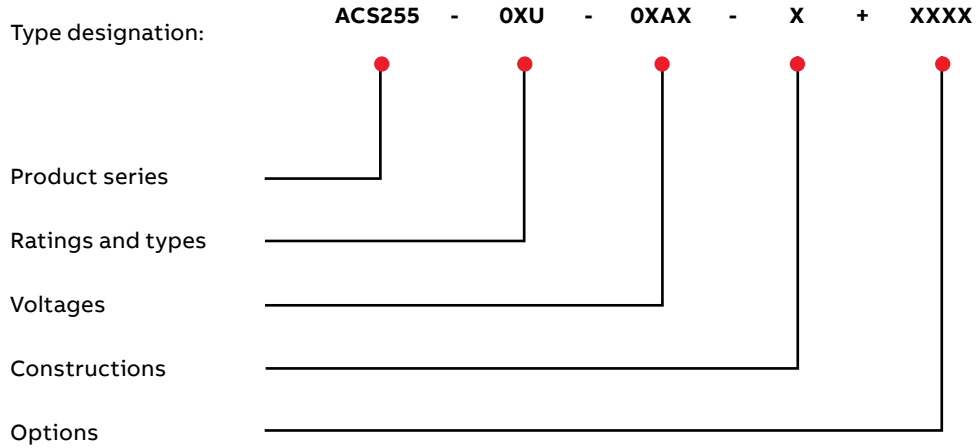 ACS255 - 0XU - 0XAX - X + XXXX
Type designation:
Product series
Ratings and types
Voltages
Constructions
Options